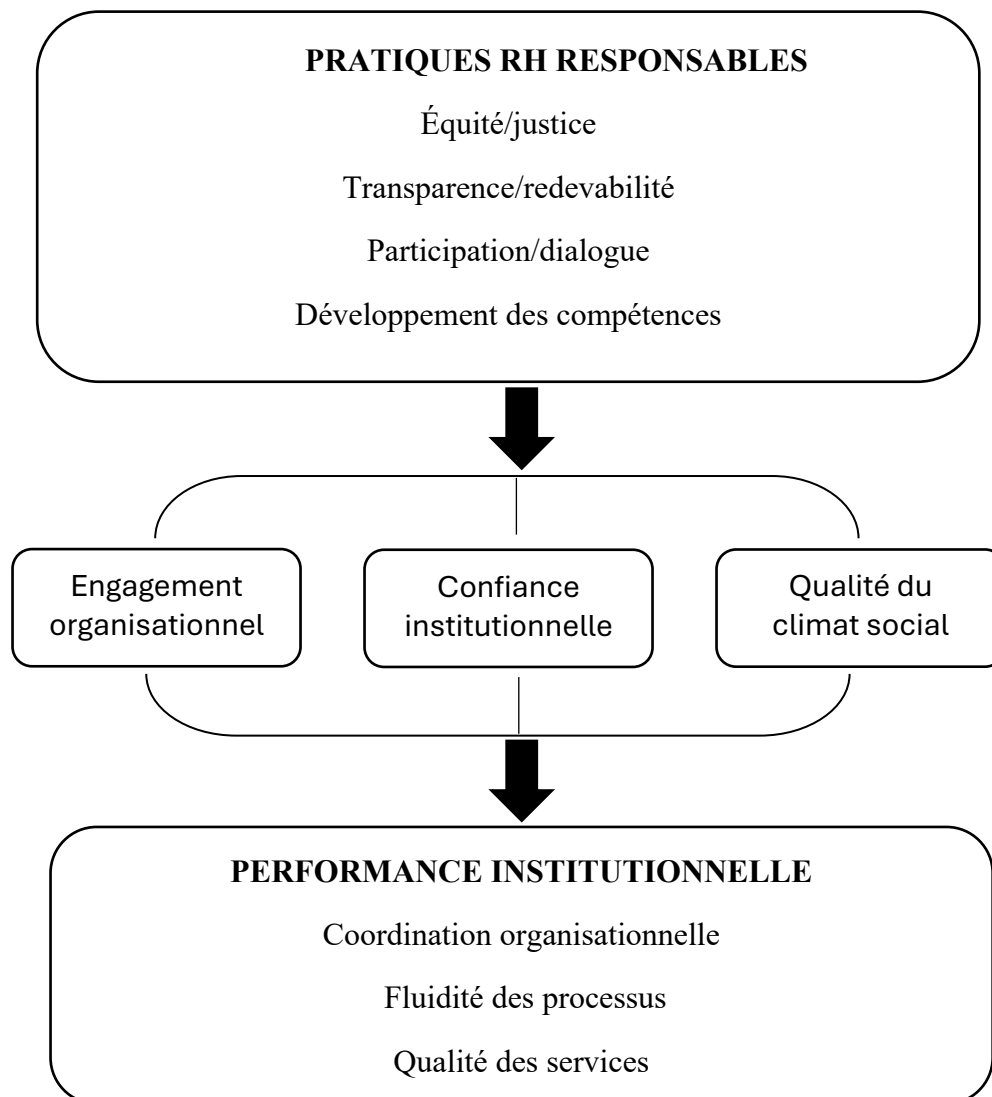 PRATIQUES RH RESPONSABLES
Équité/justice
Transparence/redevabilité
Participation/dialogue
Développement des compétences
Engagement
organisationnel
Confiance
institutionnelle
Qualité du
climat social
PERFORMANCE INSTITUTIONNELLE
Coordination organisationnelle
Fluidité des processus
Qualité des services